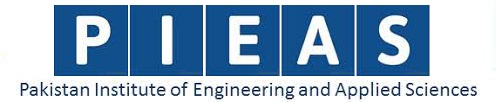 PIEAS
Pakistan Institute of Engineering and Applied Sciences